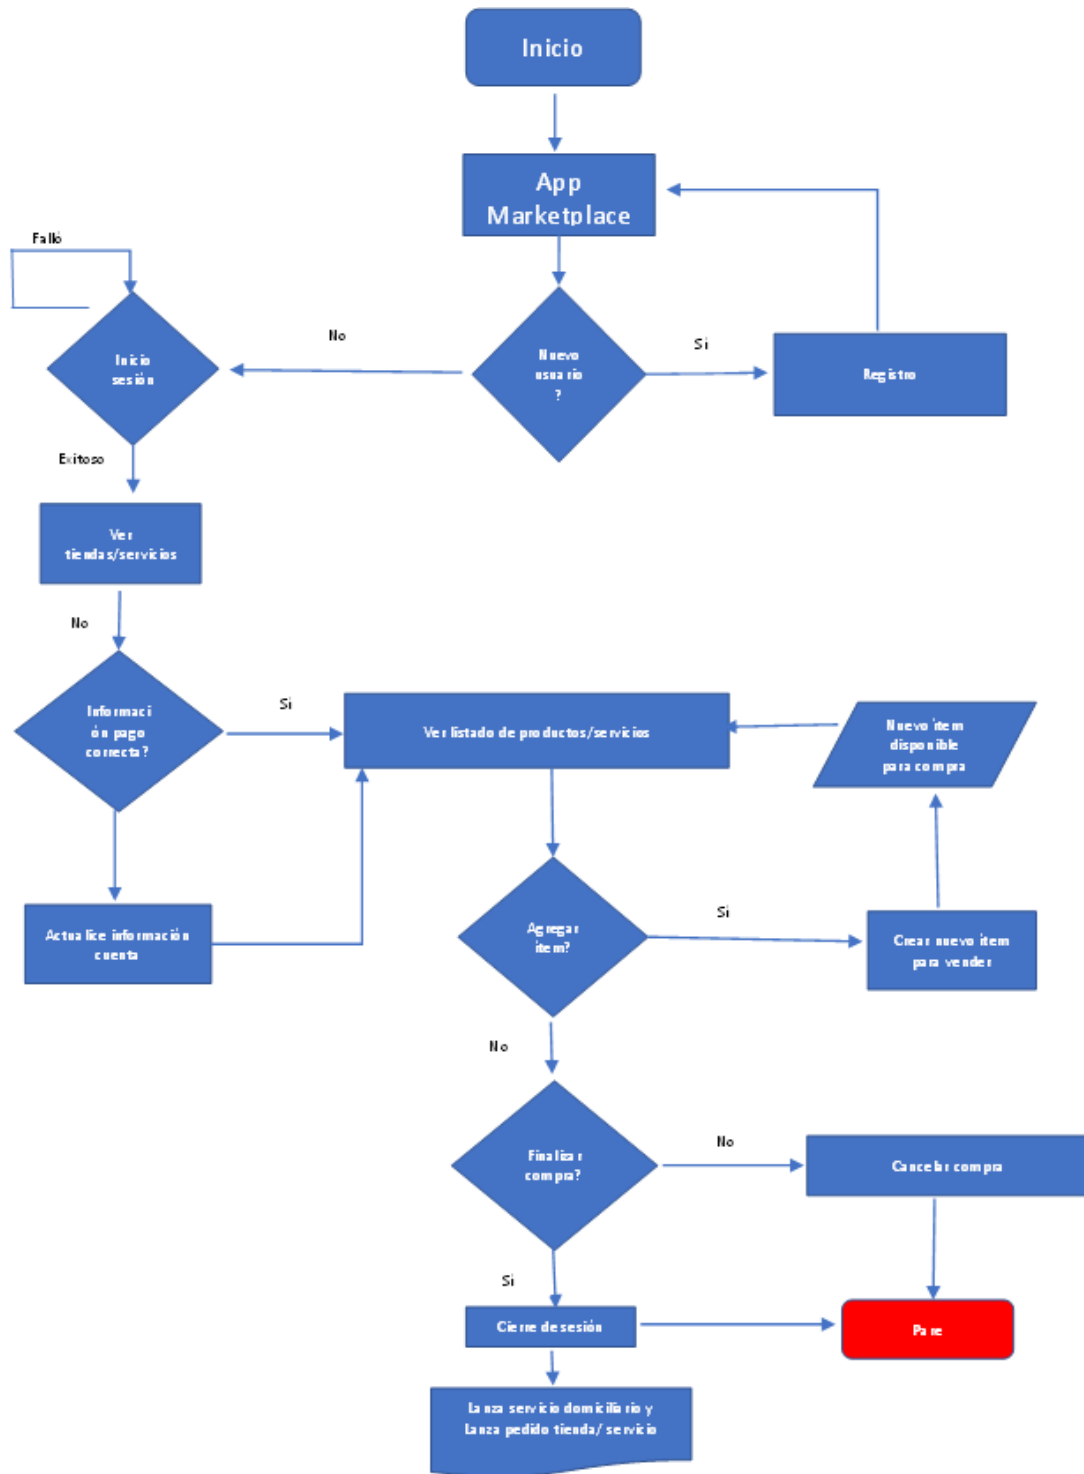 Inicio
App
Marketplace
Falló
No
Si
Inicio
sesión
Nuevo
usuario
?
Registro
Exitoso
Ver
tiendas/servicios
No
Informaci
ón pago
correcta?
Si
Ver listado de productos/servicios
Nuevo ítem
disponible
para compra
Actualice información
cuenta
Agregar
ítem?
Si
Crear nuevo ítem
para vender
No
Finalizar
compra?
No
Cancelar compra
Si
Cierre de sesión
Pare
Lanza servicio domiciliario y
Lanza pedido tienda/ servicio